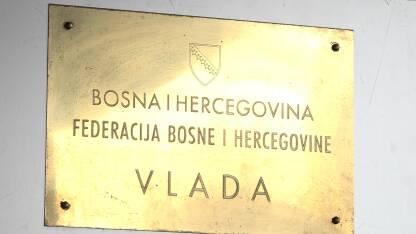 BOSNA I HERCEGOVINA
FEDERACIJA BOSNE I HERCEGOVINE
VLADA